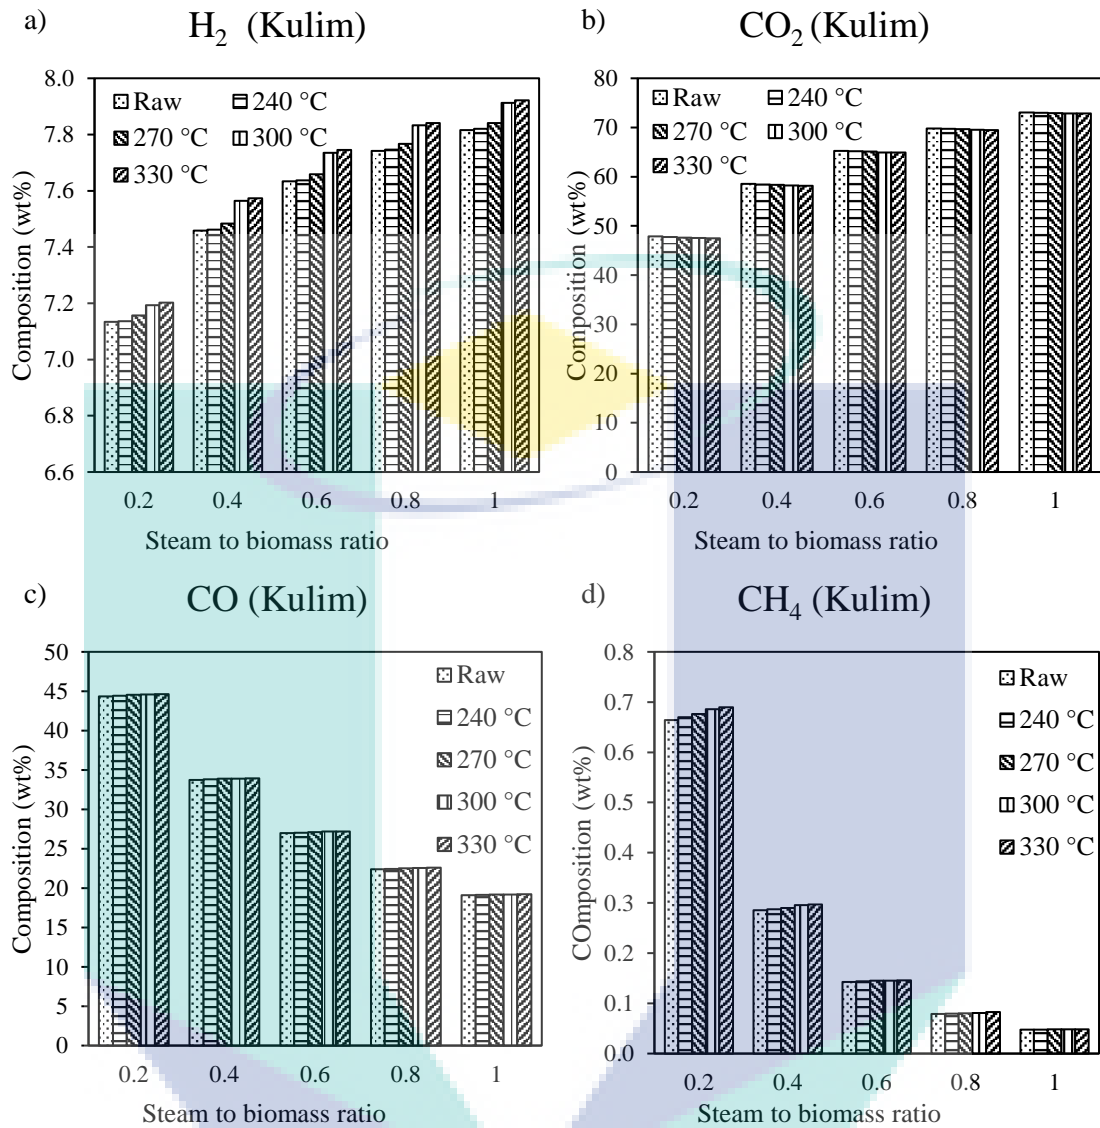 a)
H2 (Kulim)
Composition (wt%)
8.0
7.8
7.6
7.4
7.2
7.0
6.8
6.6
Raw
240 °C
270 °C
300 °C
330 °C
0.2 0.4 0.6 0.8 1
Steam to biomass ratio
b)
CO2 (Kulim)
Composition (wt%)
80
70
60
50
40
30
20
10
0
Raw
240 °C
270 °C
300 °C
330 °C
0.2 0.4 0.6 0.8 1
Steam to biomass ratio
c)
CO (Kulim)
Composition (wt%)
50
45
40
35
30
25
20
15
10
5
0
Raw
240 °C
270 °C
300 °C
330 °C
0.2 0.4 0.6 0.8 1
Steam to biomass ratio
d)
CH4 (Kulim)
COmposition (wt%)
0.8
0.7
0.6
0.5
0.4
0.3
0.2
0.1
0.0
Raw
240 °C
270 °C
300 °C
330 °C
0.2 0.4 0.6 0.8 1
Steam to biomass ratio